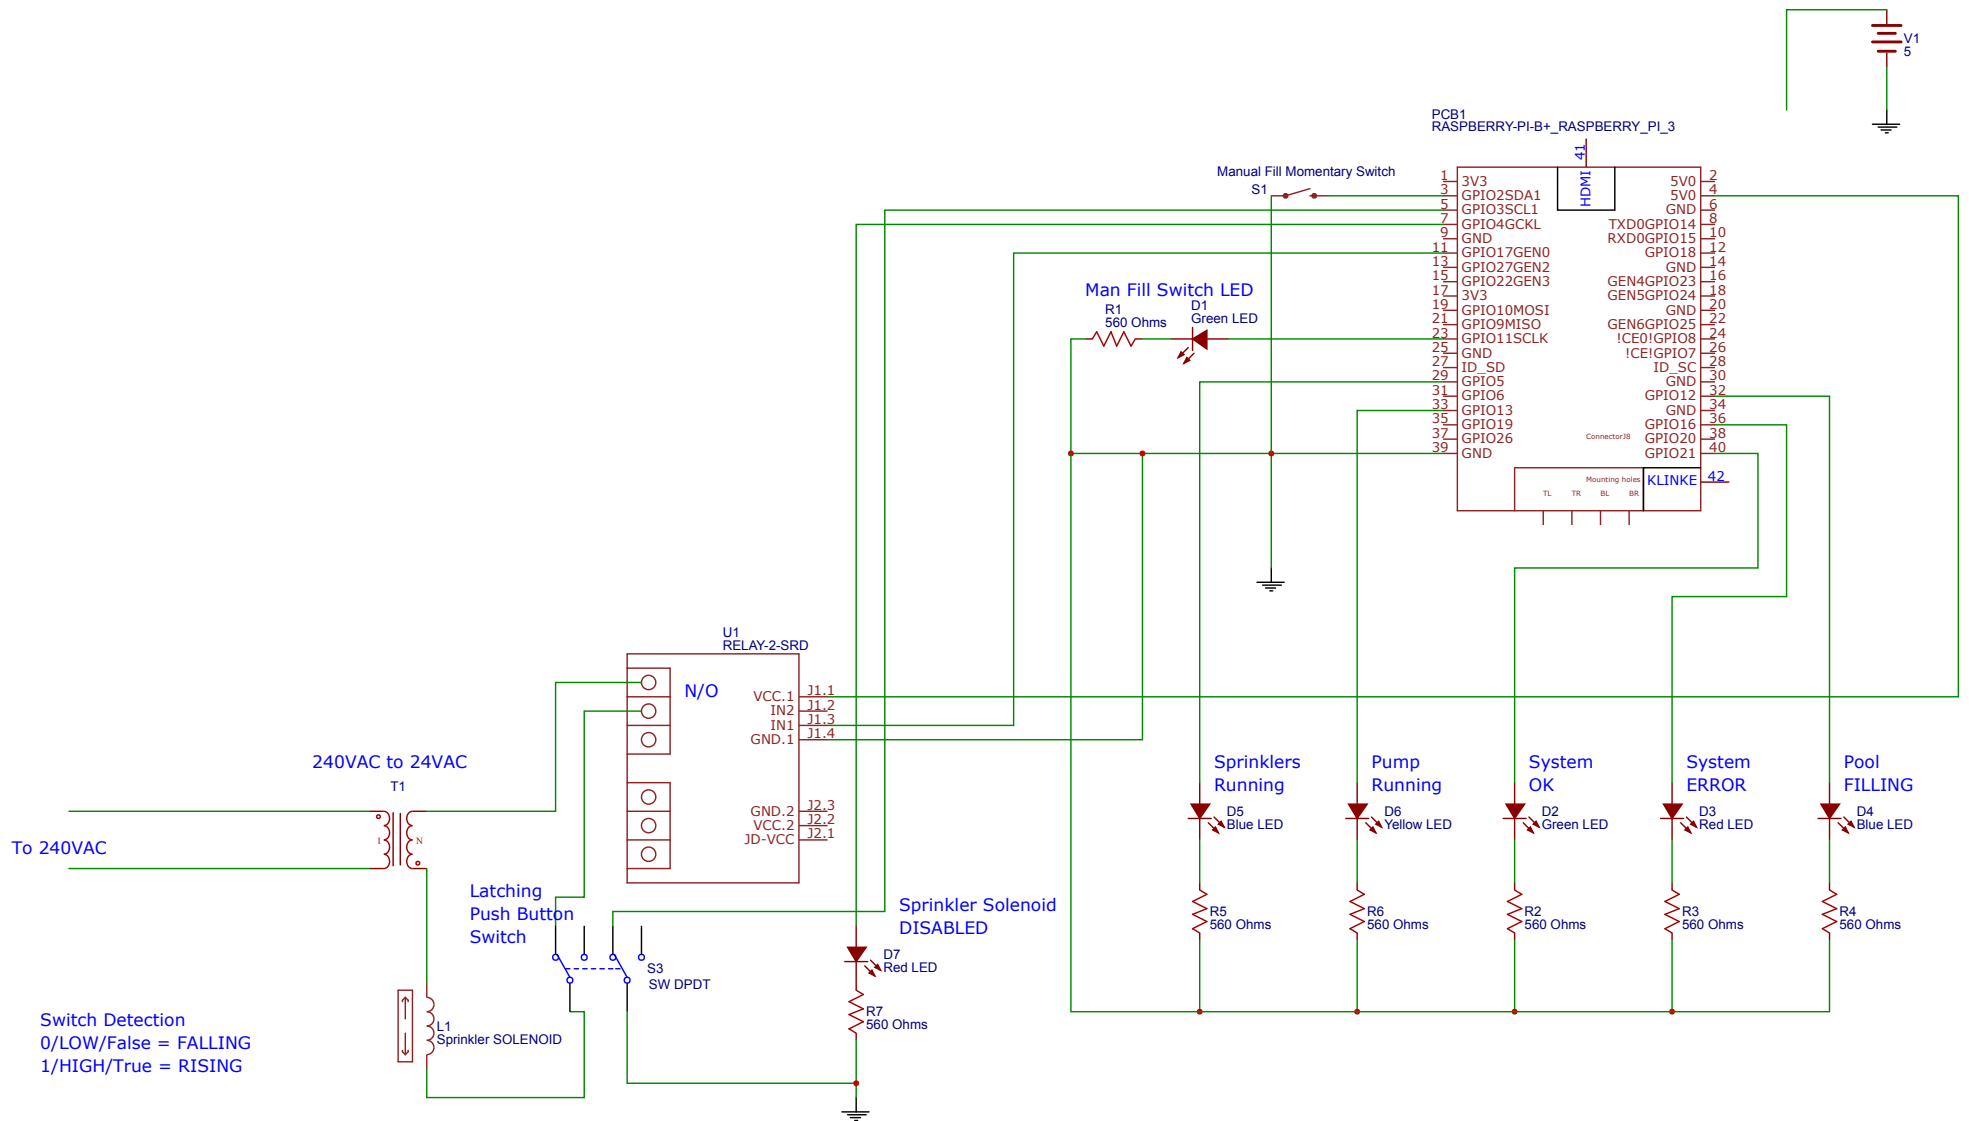 V1
5
PCB1
RASPBERRY-PI-B+_RASPBERRY_PI_3
41
HDMI
Manual Fill Momentary Switch
S1
1 3V3
3 GPIO2SDA1
5 GPIO3SCL1
7 GPIO4GCKL
9 GND
11 GPIO17GEN0
13 GPIO27GEN2
15 GPIO22GEN3
17 3V3
19 GPIO10MOSI
21 GPIO9MISO
23 GPIO11SCLK
25 GND
27 ID_SD
29 GPIO5
31 GPIO6
33 GPIO13
35 GPIO19
37 GPIO26
39 GND
5V0 2
5V0 4
GND 6
TXD0GPIO14 8
RXD0GPIO15 10
GPIO18 12
GND 14
GEN4GPIO23 16
GEN5GPIO24 18
GND 20
GEN6GPIO25 22
!CE0!GPIO8 24
!CE!GPIO7 26
ID_SC 28
GND 30
GPIO12 32
GND 34
GPIO16 36
GPIO20 38
GPIO21 40
ConnectorJ8
Mounting holes
TL TR BL BR
KLINKE 42
Man Fill Switch LED
R1
560 Ohms
D1
Green LED
U1
RELAY-2-SRD
N/O
VCC.1 J1.1
IN2 J1.2
IN1 J1.3
GND.1 J1.4
GND.2 J2.3
VCC.2 J2.2
JD-VCC J2.1
240VAC to 24VAC
T1
I
N
To 240VAC
Sprinklers
Running
D5
Blue LED
Pump
Running
D6
Yellow LED
System
OK
D2
Green LED
System
ERROR
D3
Red LED
Pool
FILLING
D4
Blue LED
R5
560 Ohms
R6
560 Ohms
R2
560 Ohms
R3
560 Ohms
R4
560 Ohms
Latching
Push Button
Switch
Sprinkler Solenoid
DISABLED
D7
Red LED
S3
SW DPDT
R7
560 Ohms
L1
Sprinkler SOLENOID
Switch Detection
0/LOW/False = FALLING
1/HIGH/True = RISING